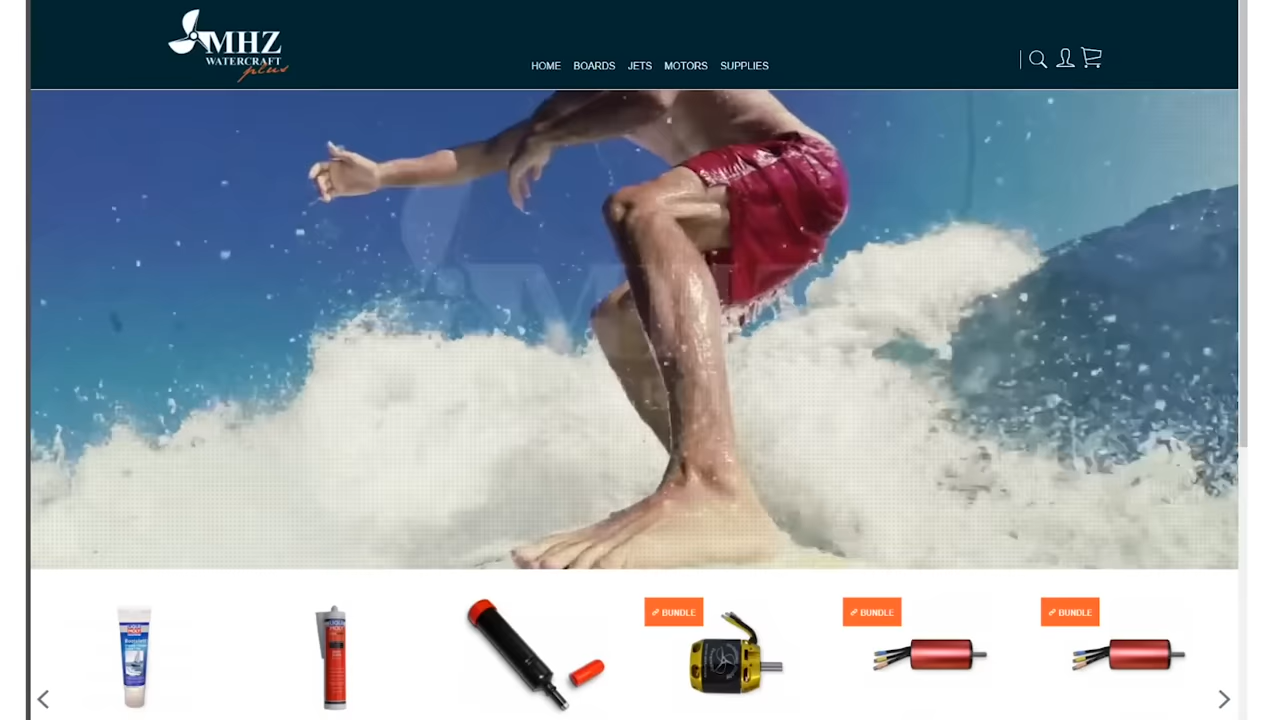 MHZ
WATERCRAFT
plus
HOME BOARDS JETS MOTORS SUPPLIES
BUNDLE BUNDLE BUNDLE